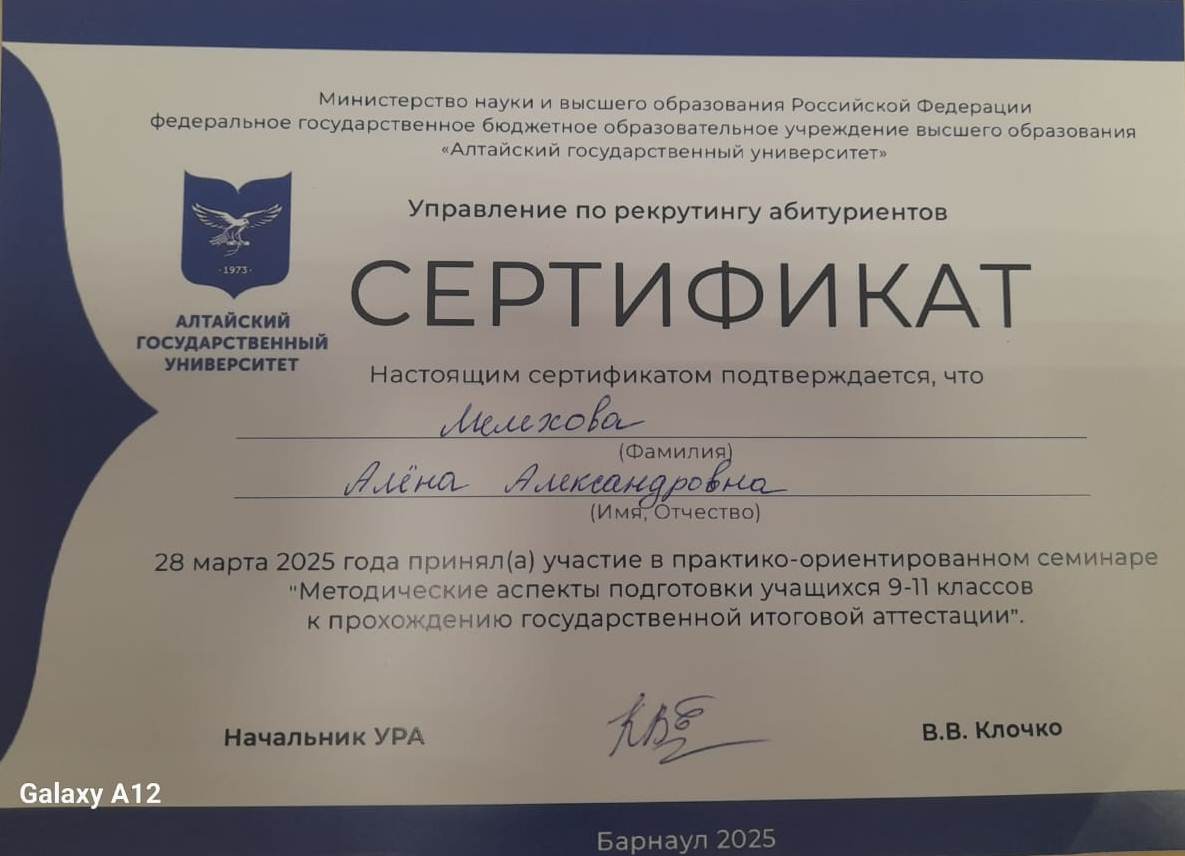 Министерство науки и высшего образования Российской Федерации
федеральное государственное бюджетное образовательное учреждение высшего образования
«Алтайский государственный университет»
Управление по рекрутингу абитуриентов
·1973·
АЛТАЙСКИЙ
ГОСУДАРСТВЕННЫЙ
УНИВЕРСИТЕТ
СЕРТИФИКАТ
Настоящим сертификатом подтверждается, что
Мелехова
(Фамилия)
Алёна Александровна
(Имя, Отчество)
28 марта 2025 года принял(а) участие в практико-ориентированном семинаре
"Методические аспекты подготовки учащихся 9-11 классов
к прохождению государственной итоговой аттестации".
Начальник УРА
В.В. Клочко
Galaxy A12
Барнаул 2025